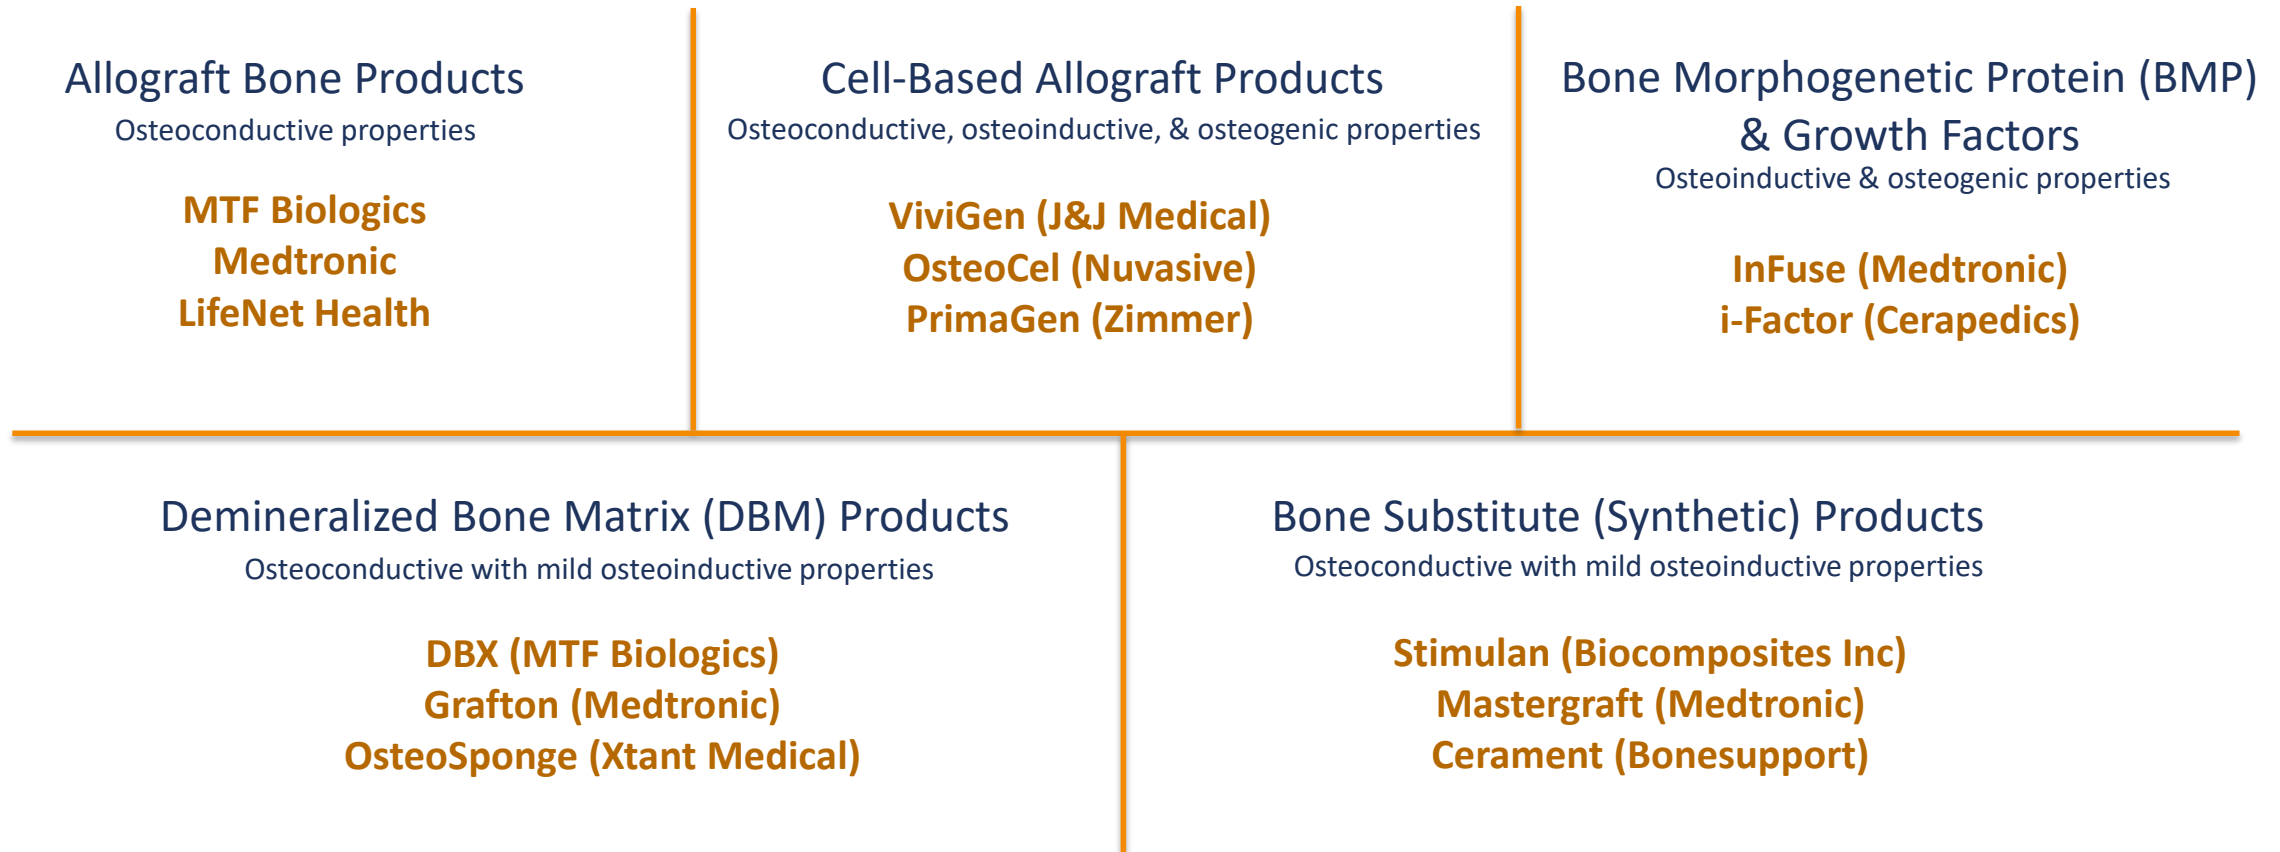 Allograft Bone Products
Osteoconductive properties
MTF Biologics
Medtronic
LifeNet Health
Cell-Based Allograft Products
Osteoconductive, osteoinductive, & osteogenic properties
ViviGen (J&J Medical)
OsteoCel (Nuvasive)
PrimaGen (Zimmer)
Bone Morphogenetic Protein (BMP)
& Growth Factors
Osteoinductive & osteogenic properties
InFuse (Medtronic)
i-Factor (Cerapedics)
Demineralized Bone Matrix (DBM) Products
Osteoconductive with mild osteoinductive properties
DBX (MTF Biologics)
Grafton (Medtronic)
OsteoSponge (Xtant Medical)
Bone Substitute (Synthetic) Products
Osteoconductive with mild osteoinductive properties
Stimulan (Biocomposites Inc)
Mastergraft (Medtronic)
Cerament (Bonesupport)